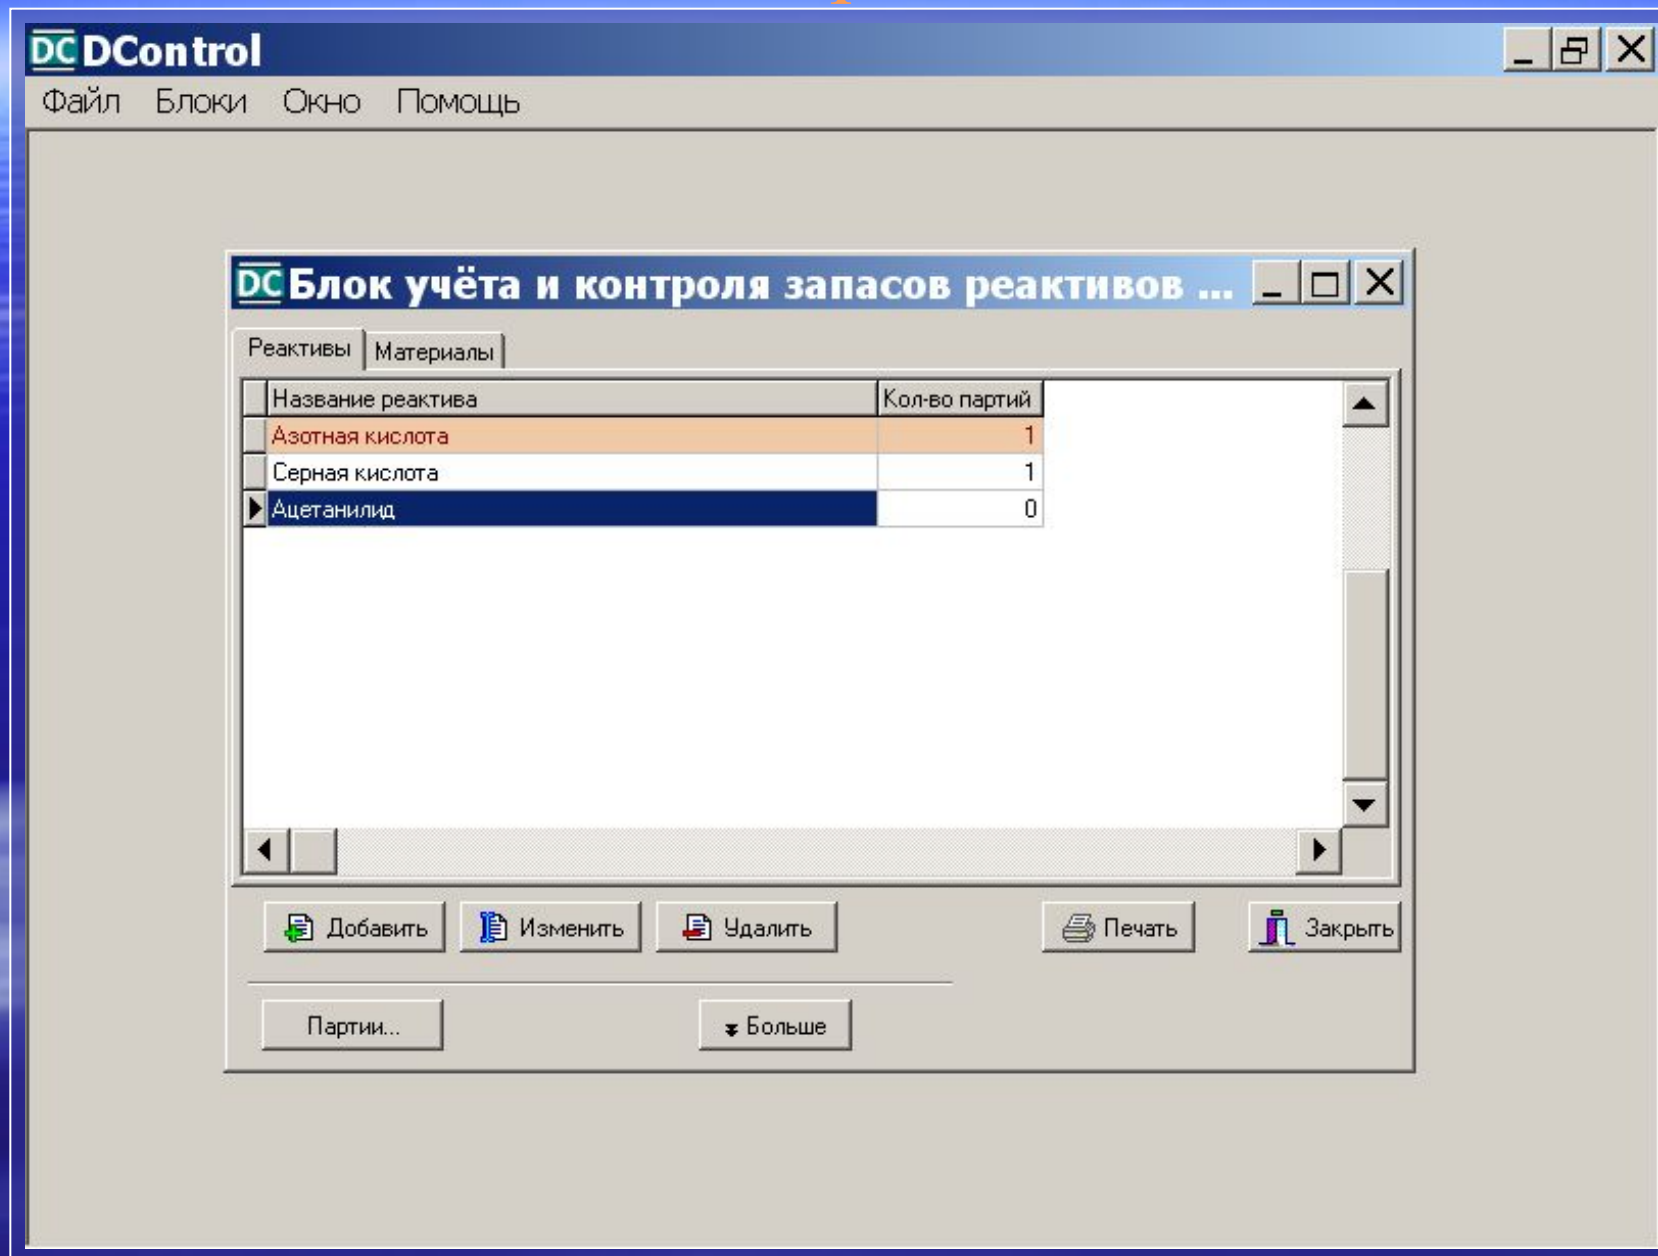 DC DControl
Файл Блоки Окно Помощь
DC Блок учёта и контроля запасов реактивов ...
Реактивы Материалы
Название реактива Кол-во партий
Азотная кислота 1
Серная кислота 1
Ацетанилид 0
Добавить Изменить Удалить Печать Закрыть
Партии... Больше